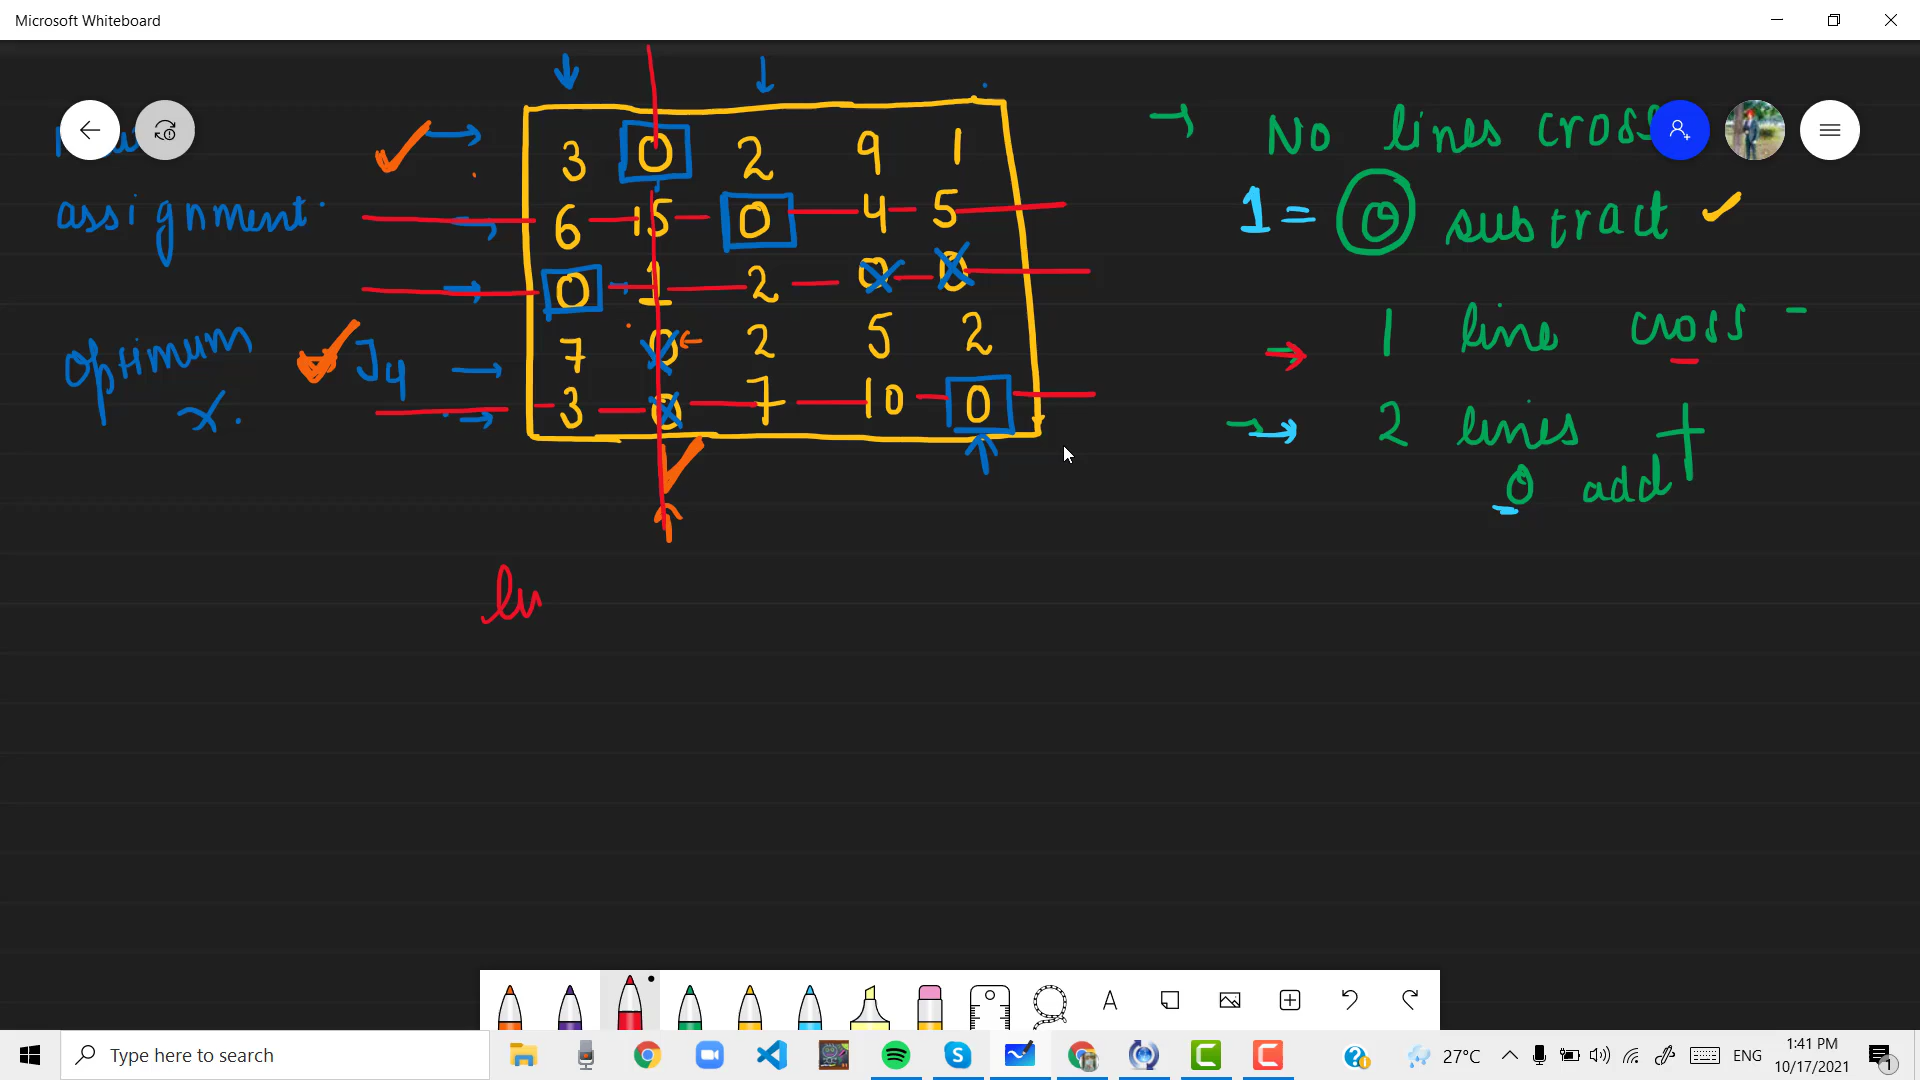 Microsoft Whiteboard
3 0 2 9 1
6 15 0 4 5
0 1 2 0 0
7 0 2 5 2
3 0 7 10 0
assignment
Optimum
x.
J4
→ No lines cross
1 = 0 subtract ✓
→ 1 line cross -
→ 2 lines +
0 add
Type here to search
27°C
ENG
1:41 PM
10/17/2021
1